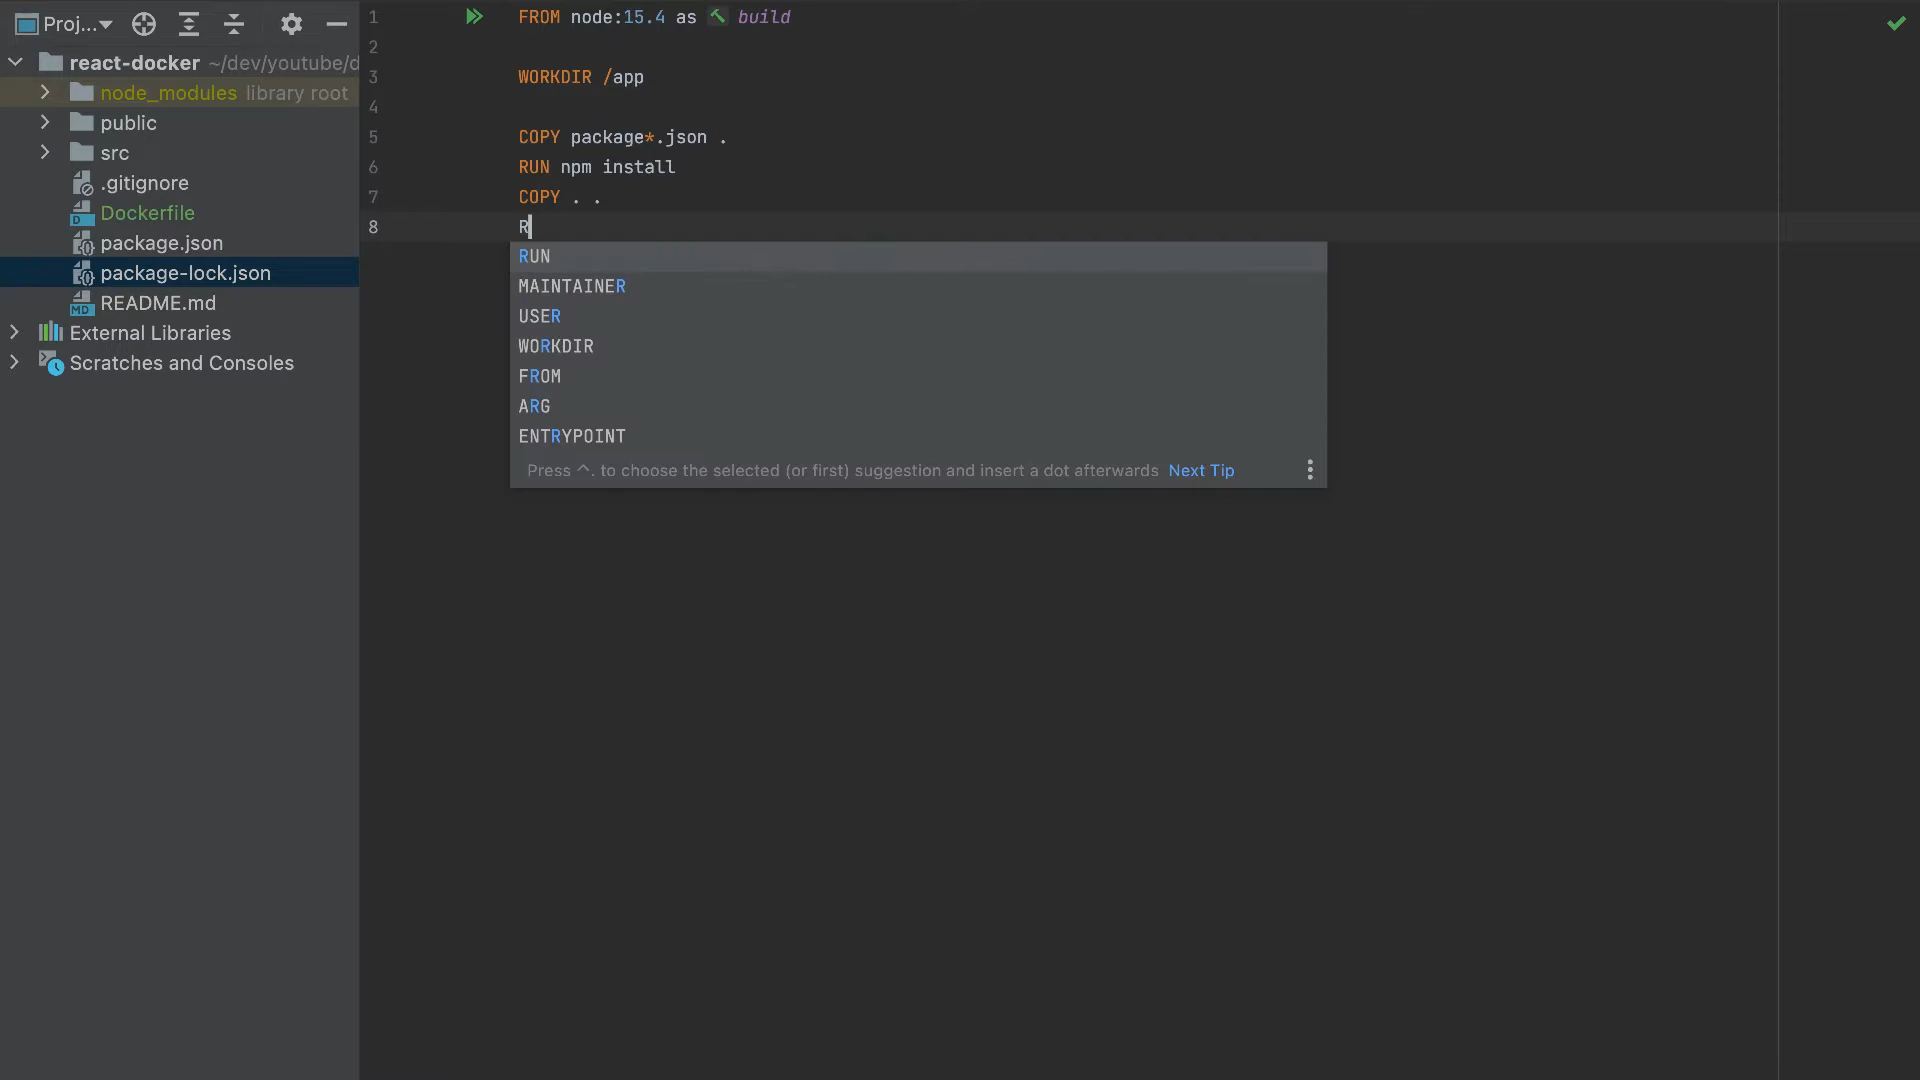 Proj...
react-docker ~/dev/youtube/d
node_modules library root
public
src
.gitignore
Dockerfile
package.json
package-lock.json
README.md
External Libraries
Scratches and Consoles
1 FROM node:15.4 as build
2
3 WORKDIR /app
4
5 COPY package*.json .
6 RUN npm install
7 COPY . .
8 R
RUN
MAINTAINER
USER
WORKDIR
FROM
ARG
ENTRYPOINT
Press ^. to choose the selected (or first) suggestion and insert a dot afterwards Next Tip